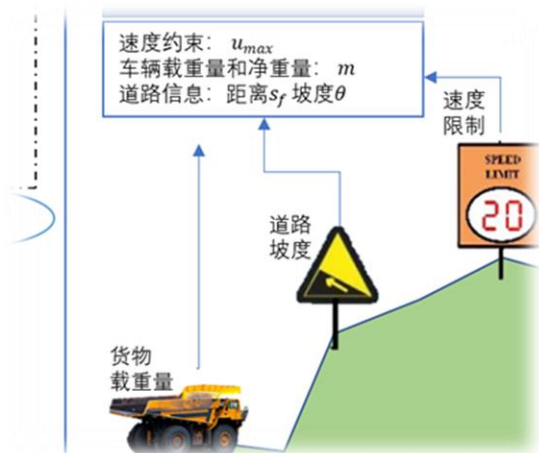 速度约束： u_max
车辆载重量和净重量： m
道路信息：距离s_f 坡度θ
速度
限制
SPEED
LIMIT
20
道路
坡度
货物
载重量